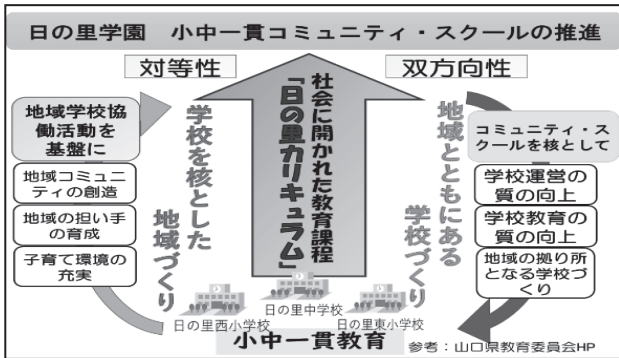 日の里学園　小中一貫コミュニティ・スクールの推進
対等性
双方向性
地域学校協
働活動を
基盤に
地域コミュニ
ティの創造
地域の担い手
の育成
子育て環境の
充実
学校を核とした
地域づくり
社会に開かれた教育課程
「日の里カリキュラム」
地域とともにある
学校づくり
コミュニティ・ス
クールを核として
学校運営の
質の向上
学校教育の
質の向上
地域の拠り所
となる学校づ
くり
日の里西小学校
日の里中学校
日の里東小学校
小中一貫教育
参考：山口県教育委員会HP